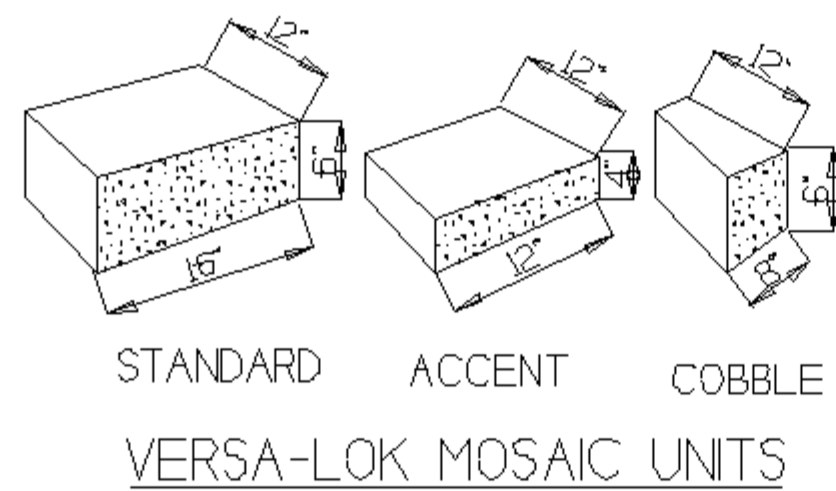 12" 12" 12"
6" 4" 6"
16" 12" 8"
STANDARD ACCENT COBBLE
VERSA-LOK MOSAIC UNITS